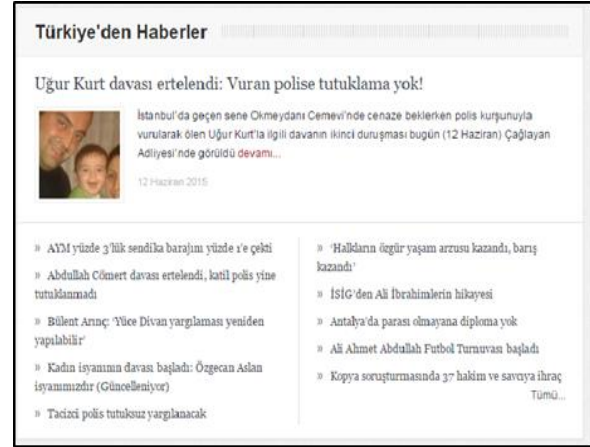 Türkiye'den Haberler
Uğur Kurt davası ertelendi: Vuran polise tutuklama yok!
İstanbul'da geçen sene Okmeydanı Cemevi'nde cenaze beklerken polis kurşunuyla
vurularak ölen Uğur Kurt'la ilgili davanın ikinci duruşması bugün (12 Haziran) Çağlayan
Adliyesi'nde görüldü devamı...
12 Haziran 2015
» AYM yüzde 3'lük sendika barajını yüzde 1'e çekti
» Abdullah Cömert davası ertelendi, katil polis yine
tutuklanmadı
» Bülent Arınç: 'Yüce Divan yargılaması yeniden
yapılabilir'
» Kadın isyanının davası başladı: Özgecan Aslan
isyanımızdır (Güncelleniyor)
» Tacizci polis tutuksuz yargılanacak
» 'Halkların özgür yaşam arzusu kazandı, barış
kazandı'
» İSİG'den Ali İbrahimlerin hikayesi
» Antalya'da parası olmayana diploma yok
» Ali Ahmet Abdullah Futbol Turnuvası başladı
» Kopya soruşturmasında 37 hakim ve savcıya ihraç
Tümü...